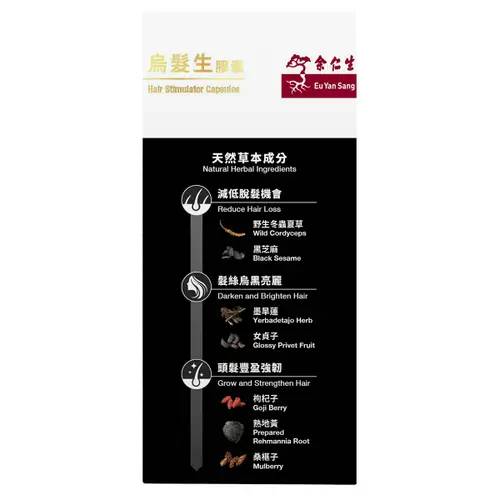 烏髮生膠囊
Hair Stimulator Capsules
余仁生
Eu Yan Sang
天然草本成分
Natural Herbal Ingredients
減低脫髮機會
Reduce Hair Loss
野生冬蟲夏草
Wild Cordyceps
黑芝麻
Black Sesame
髮絲烏黑亮麗
Darken and Brighten Hair
墨旱蓮
Yerbadetajo Herb
女貞子
Glossy Privet Fruit
頭髮豐盈強韌
Grow and Strengthen Hair
枸杞子
Goji Berry
熟地黃
Prepared
Rehmannia Root
桑椹子
Mulberry